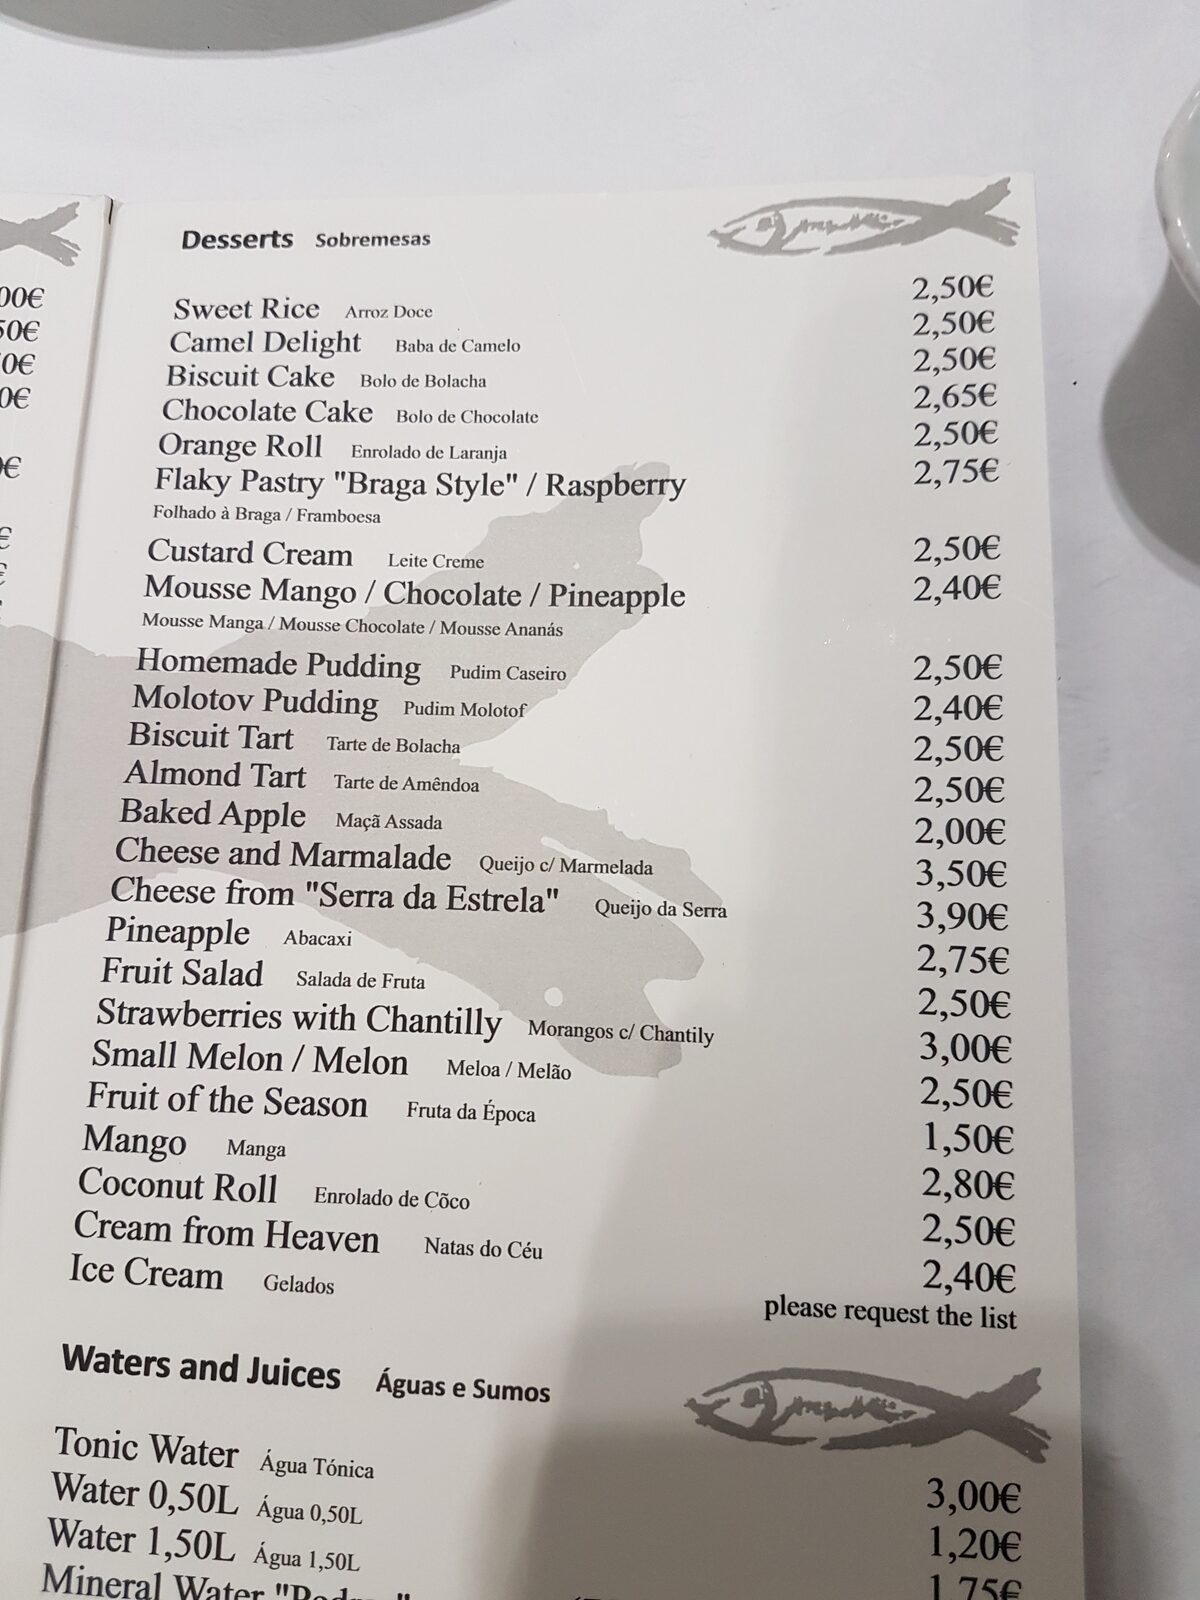 Desserts Sobremesas
Sweet Rice Arroz Doce 2,50€
Camel Delight Baba de Camelo 2,50€
Biscuit Cake Bolo de Bolacha 2,50€
Chocolate Cake Bolo de Chocolate 2,65€
Orange Roll Enrolado de Laranja 2,50€
Flaky Pastry "Braga Style" / Raspberry 2,75€
Folhado à Braga / Framboesa
Custard Cream Leite Creme 2,50€
Mousse Mango / Chocolate / Pineapple 2,40€
Mousse Manga / Mousse Chocolate / Mousse Ananás
Homemade Pudding Pudim Caseiro 2,50€
Molotov Pudding Pudim Molotof 2,40€
Biscuit Tart Tarte de Bolacha 2,50€
Almond Tart Tarte de Amêndoa 2,50€
Baked Apple Maçã Assada 2,00€
Cheese and Marmalade Queijo c/ Marmelada 3,50€
Cheese from "Serra da Estrela" Queijo da Serra 3,90€
Pineapple Abacaxi 2,75€
Fruit Salad Salada de Fruta 2,50€
Strawberries with Chantilly Morangos c/ Chantily 3,00€
Small Melon / Melon Meloa / Melão 2,50€
Fruit of the Season Fruta da Época 1,50€
Mango Manga 2,80€
Coconut Roll Enrolado de Cõco 2,50€
Cream from Heaven Natas do Céu 2,40€
Ice Cream Gelados please request the list
Waters and Juices Águas e Sumos
Tonic Water Água Tónica 3,00€
Water 0,50L Água 0,50L 1,20€
Water 1,50L Água 1,50L 1,75€
Mineral Water